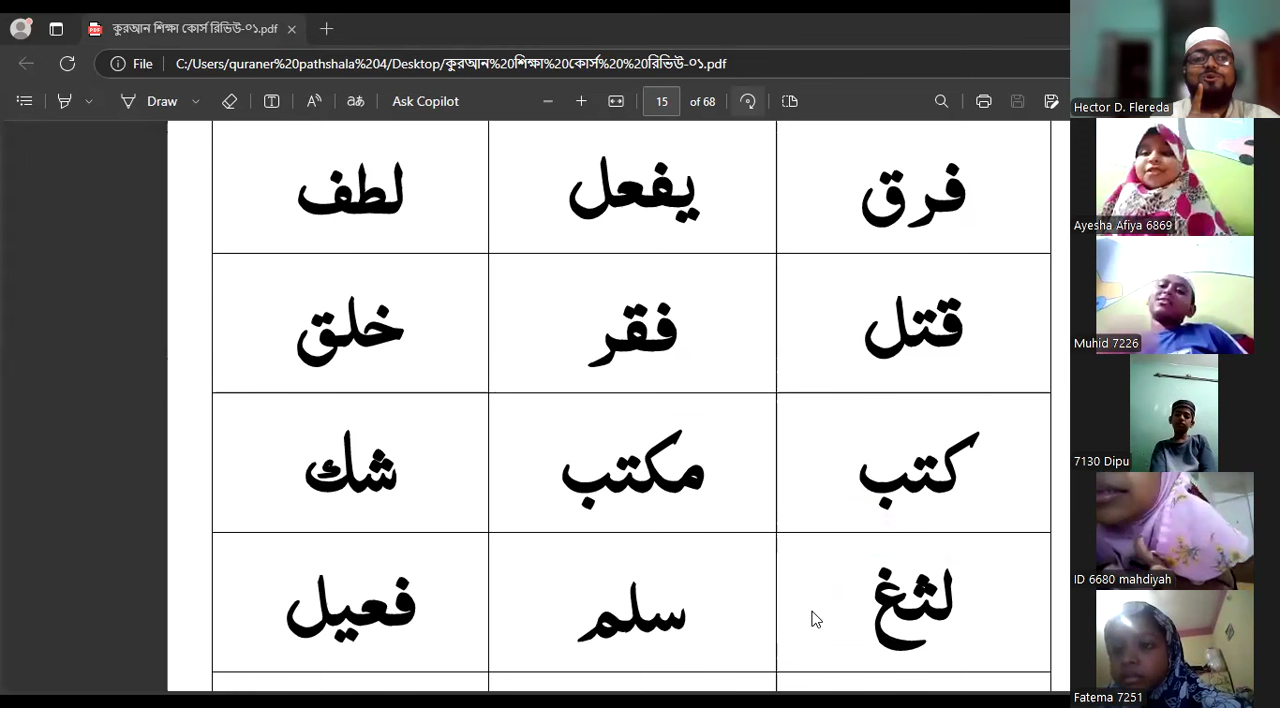 কুরআন শিক্ষা কোর্স রিভিউ-০১.pdf
File C:/Users/quraner%20pathshala%204/Desktop/কুরআন%20শিক্ষা%20কোর্স%20%20রিভিউ-০১.pdf
Draw A aあ Ask Copilot 15 of 68
فرق يفعل لطف
قتل فقر خلق
كتب مكتب شك
لثغ سلم فعيل
Hector D. Flereda
Ayesha Afiya 6869
Muhid 7226
7130 Dipu
ID 6680 mahdiyah
Fatema 7251